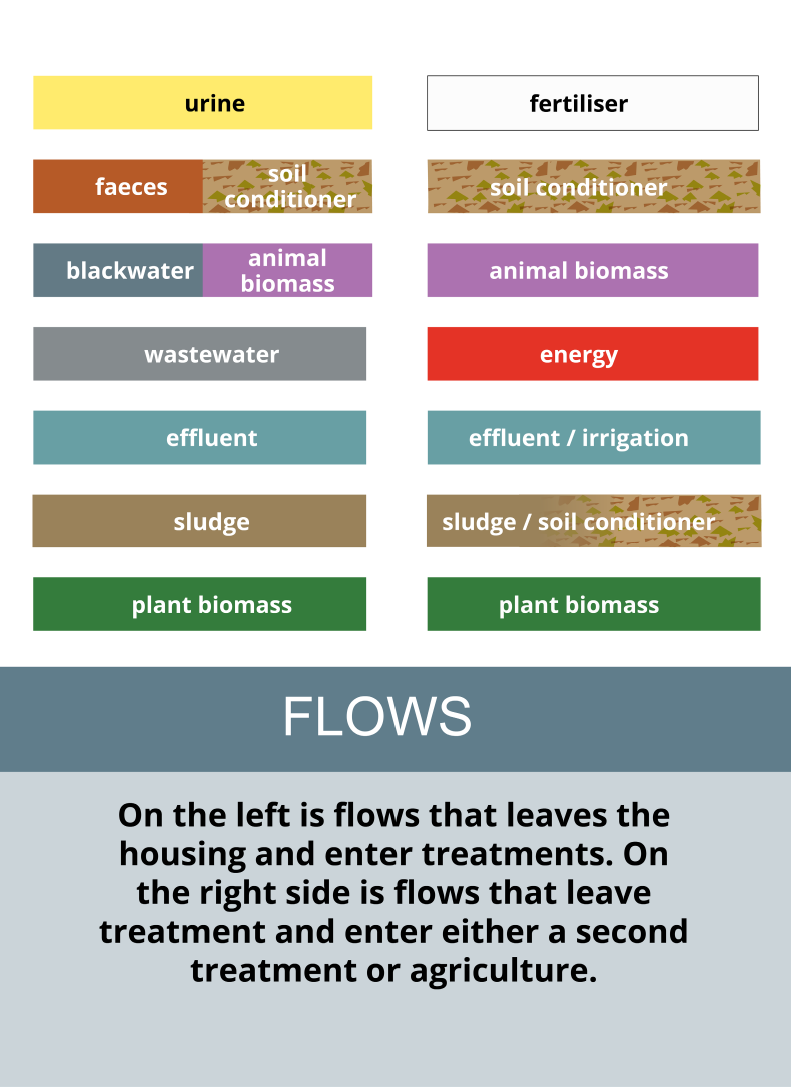 urine
fertiliser
faeces
soil
conditioner
soil conditioner
blackwater
animal
biomass
animal biomass
wastewater
energy
effluent
effluent / irrigation
sludge
sludge / soil conditioner
plant biomass
plant biomass
FLOWS
On the left is flows that leaves the
housing and enter treatments. On
the right side is flows that leave
treatment and enter either a second
treatment or agriculture.